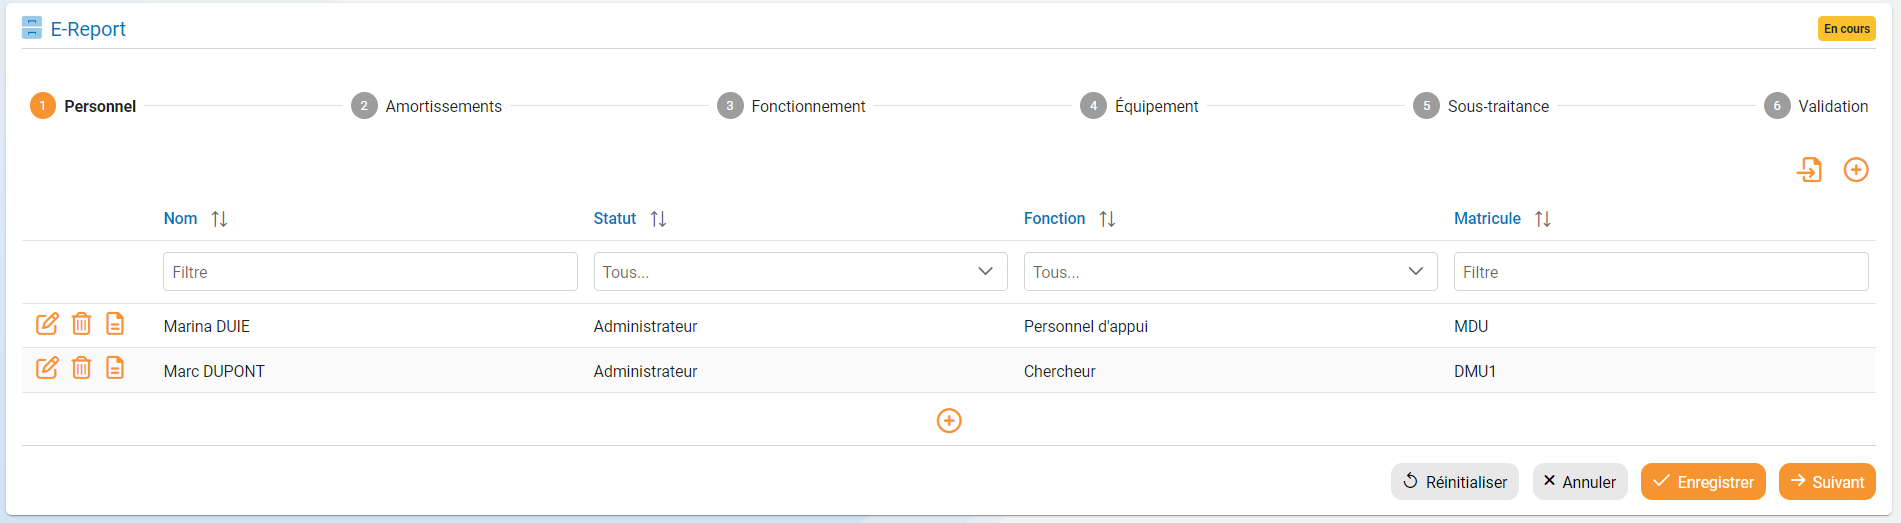 E-Report
En cours
1 Personnel 2 Amortissements 3 Fonctionnement 4 Équipement 5 Sous-traitance 6 Validation
Nom Statut Fonction Matricule
Filtre Tous... Tous... Filtre
Marina DUIE Administrateur Personnel d'appui MDU
Marc DUPONT Administrateur Chercheur DMU1
Réinitialiser Annuler Enregistrer Suivant